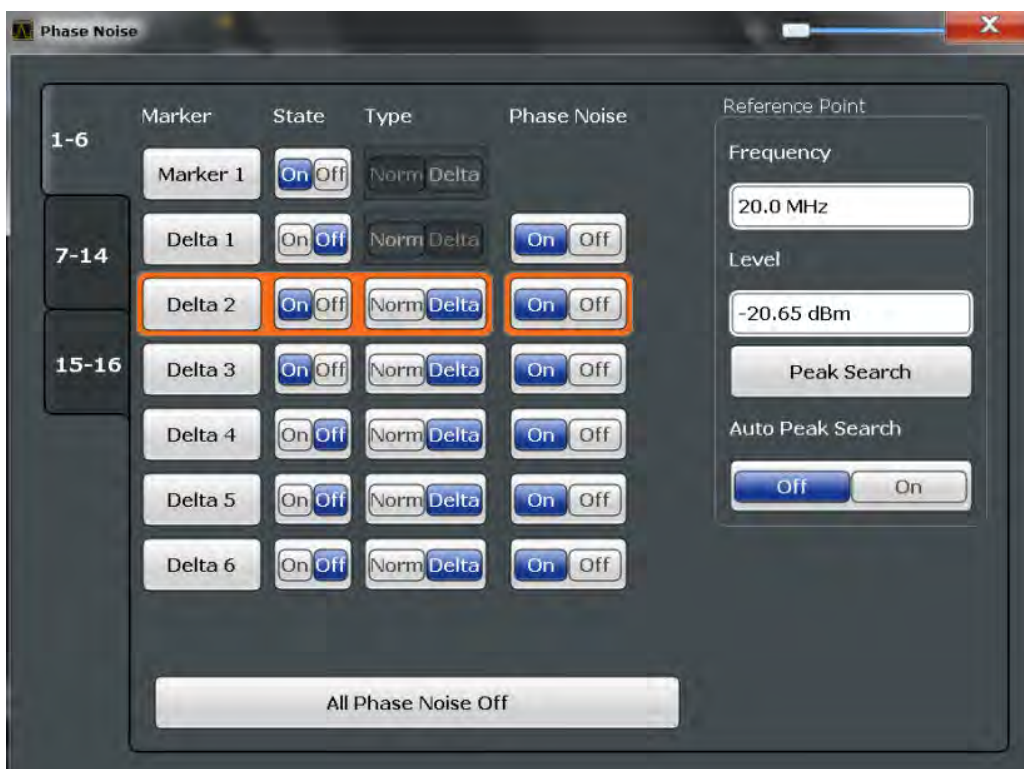 Phase Noise X
1-6
7-14
15-16
Marker State Type Phase Noise
Marker 1 On Off Norm Delta
Delta 1 On Off Norm Delta On Off
Delta 2 On Off Norm Delta On Off
Delta 3 On Off Norm Delta On Off
Delta 4 On Off Norm Delta On Off
Delta 5 On Off Norm Delta On Off
Delta 6 On Off Norm Delta On Off
All Phase Noise Off
Reference Point
Frequency
20.0 MHz
Level
-20.65 dBm
Peak Search
Auto Peak Search
Off On